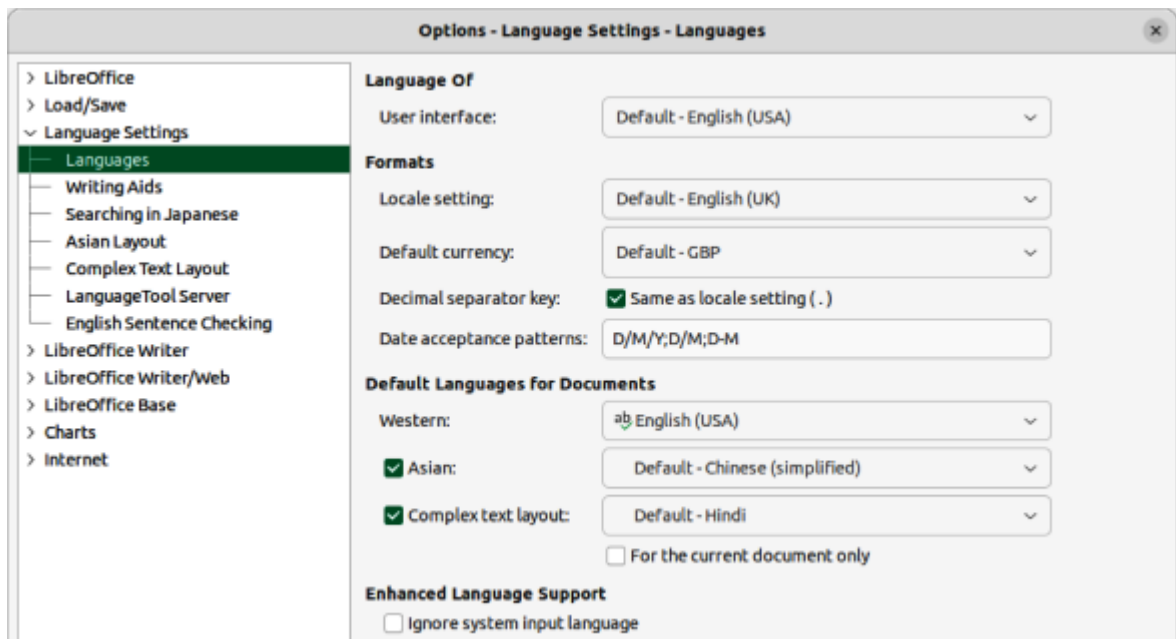 Options - Language Settings - Languages
LibreOffice
Load/Save
Language Settings
Languages
Writing Aids
Searching in Japanese
Asian Layout
Complex Text Layout
LanguageTool Server
English Sentence Checking
LibreOffice Writer
LibreOffice Writer/Web
LibreOffice Base
Charts
Internet
Language Of
User interface: Default - English (USA)
Formats
Locale setting: Default - English (UK)
Default currency: Default - GBP
Decimal separator key: Same as locale setting ( . )
Date acceptance patterns: D/M/Y;D/M;D-M
Default Languages for Documents
Western: ab English (USA)
Asian: Default - Chinese (simplified)
Complex text layout: Default - Hindi
For the current document only
Enhanced Language Support
Ignore system input language